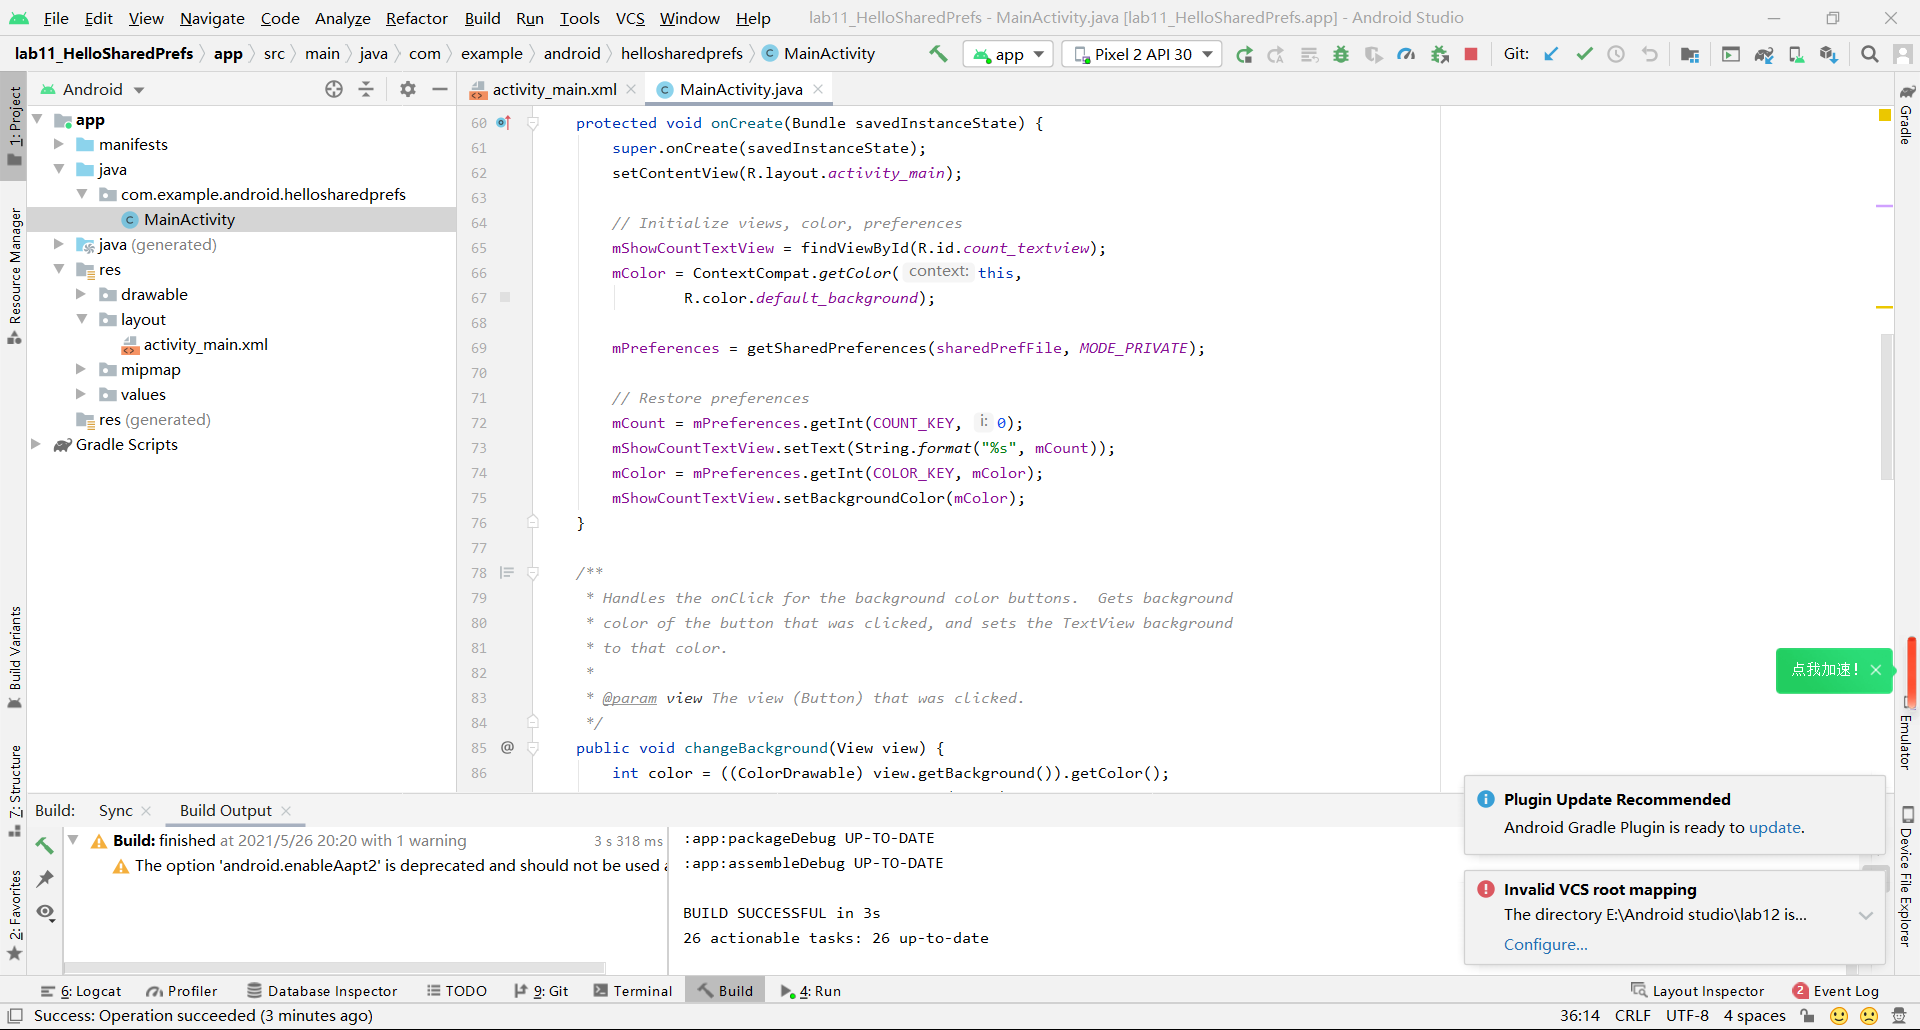 File Edit View Navigate Code Analyze Refactor Build Run Tools VCS Window Help lab11_HelloSharedPrefs - MainActivity.java [lab11_HelloSharedPrefs.app] - Android Studio
lab11_HelloSharedPrefs app src main java com example android hellosharedprefs MainActivity app Pixel 2 API 30 Git:
Android
activity_main.xml MainActivity.java
1: Project
Resource Manager
Build Variants
7: Structure
2: Favorites
app
manifests
java
com.example.android.hellosharedprefs
MainActivity
java (generated)
res
drawable
layout
activity_main.xml
mipmap
values
res (generated)
Gradle Scripts
60 protected void onCreate(Bundle savedInstanceState) {
61 super.onCreate(savedInstanceState);
62 setContentView(R.layout.activity_main);
63
64 // Initialize views, color, preferences
65 mShowCountTextView = findViewById(R.id.count_textview);
66 mColor = ContextCompat.getColor( context: this,
67 R.color.default_background);
68
69 mPreferences = getSharedPreferences(sharedPrefFile, MODE_PRIVATE);
70
71 // Restore preferences
72 mCount = mPreferences.getInt(COUNT_KEY, i: 0);
73 mShowCountTextView.setText(String.format("%s", mCount));
74 mColor = mPreferences.getInt(COLOR_KEY, mColor);
75 mShowCountTextView.setBackgroundColor(mColor);
76 }
77
78 /**
79 * Handles the onClick for the background color buttons.  Gets background
80 * color of the button that was clicked, and sets the TextView background
81 * to that color.
82 *
83 * @param view The view (Button) that was clicked.
84 */
85 @ public void changeBackground(View view) {
86 int color = ((ColorDrawable) view.getBackground()).getColor();
Gradle
点我加速!
Emulator
Device File Explorer
Build: Sync Build Output
Build: finished at 2021/5/26 20:20 with 1 warning 3 s 318 ms
The option 'android.enableAapt2' is deprecated and should not be used
:app:packageDebug UP-TO-DATE
:app:assembleDebug UP-TO-DATE
BUILD SUCCESSFUL in 3s
26 actionable tasks: 26 up-to-date
Plugin Update Recommended
Android Gradle Plugin is ready to update.
Invalid VCS root mapping
The directory E:\Android studio\lab12 is...
Configure...
6: Logcat Profiler Database Inspector TODO 9: Git Terminal Build 4: Run Layout Inspector 2 Event Log
Success: Operation succeeded (3 minutes ago) 36:14 CRLF UTF-8 4 spaces